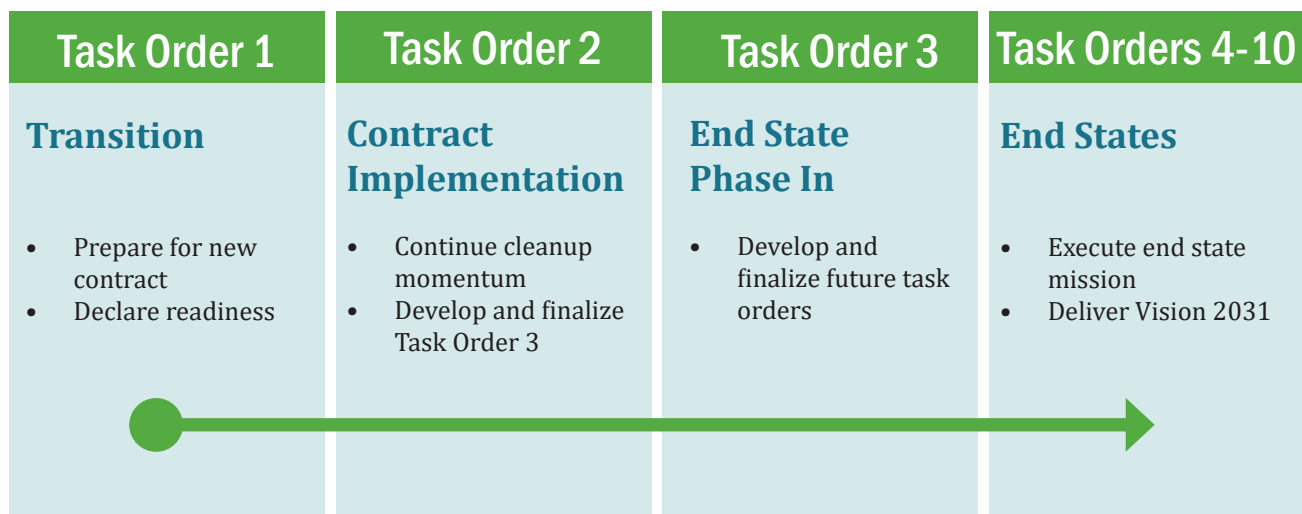 Task Order 1
Transition
• Prepare for new
contract
• Declare readiness
Task Order 2
Contract
Implementation
• Continue cleanup
momentum
• Develop and finalize
Task Order 3
Task Order 3
End State
Phase In
• Develop and
finalize future task
orders
Task Orders 4-10
End States
• Execute end state
mission
• Deliver Vision 2031